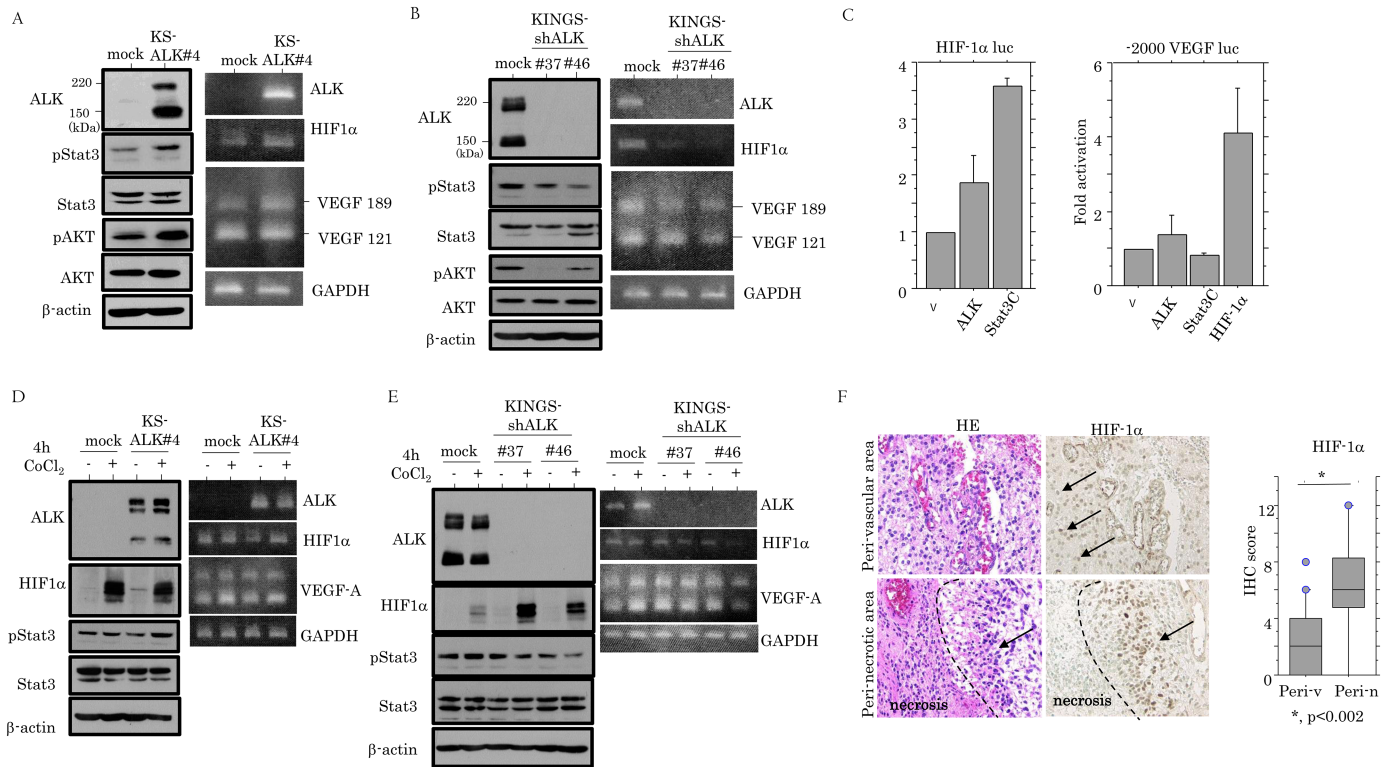 A
KS-
mock ALK#4
220
ALK
150
(kDa)
pStat3
Stat3
pAKT
AKT
β-actin
KS-
mock ALK#4
ALK
HIF1α
VEGF 189
VEGF 121
GAPDH
B
KINGS-
shALK
mock #37 #46
220
ALK
150
(kDa)
pStat3
Stat3
pAKT
AKT
β-actin
KINGS-
shALK
mock #37 #46
ALK
HIF1α
VEGF 189
VEGF 121
GAPDH
C
HIF-1α luc
4
3
2
1
0
v ALK Stat3C
-2000 VEGF luc
Fold activation
6
4
2
0
v ALK Stat3C HIF-1α
D
KS-
mock ALK#4
4h
CoCl2 - + - +
ALK
HIF1α
pStat3
Stat3
β-actin
KS-
mock ALK#4
- + - +
ALK
HIF1α
VEGF-A
GAPDH
E
KINGS-
shALK
mock #37 #46
4h
CoCl2 - + - + - +
ALK
HIF1α
pStat3
Stat3
β-actin
KINGS-
shALK
mock #37 #46
- + - + - +
ALK
HIF1α
VEGF-A
GAPDH
F
HE HIF-1α
Peri-vascular area
Peri-necrotic area
necrosis
necrosis
HIF-1α
*
IHC score
12
8
4
0
Peri-v Peri-n
*, p<0.002